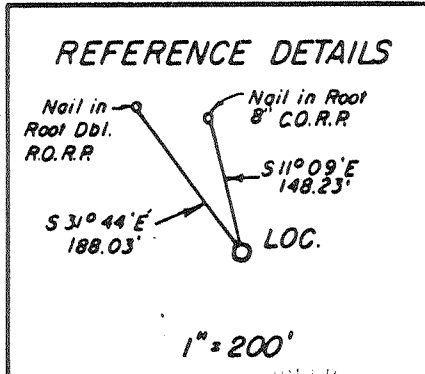 REFERENCE DETAILS
Nail in
Root Dbl.
R.O.R.P.
Nail in Root
8" C.O.R.P.
S 11° 09' E
148.23'
S 31° 44' E
188.03'
LOC.
1" = 200'